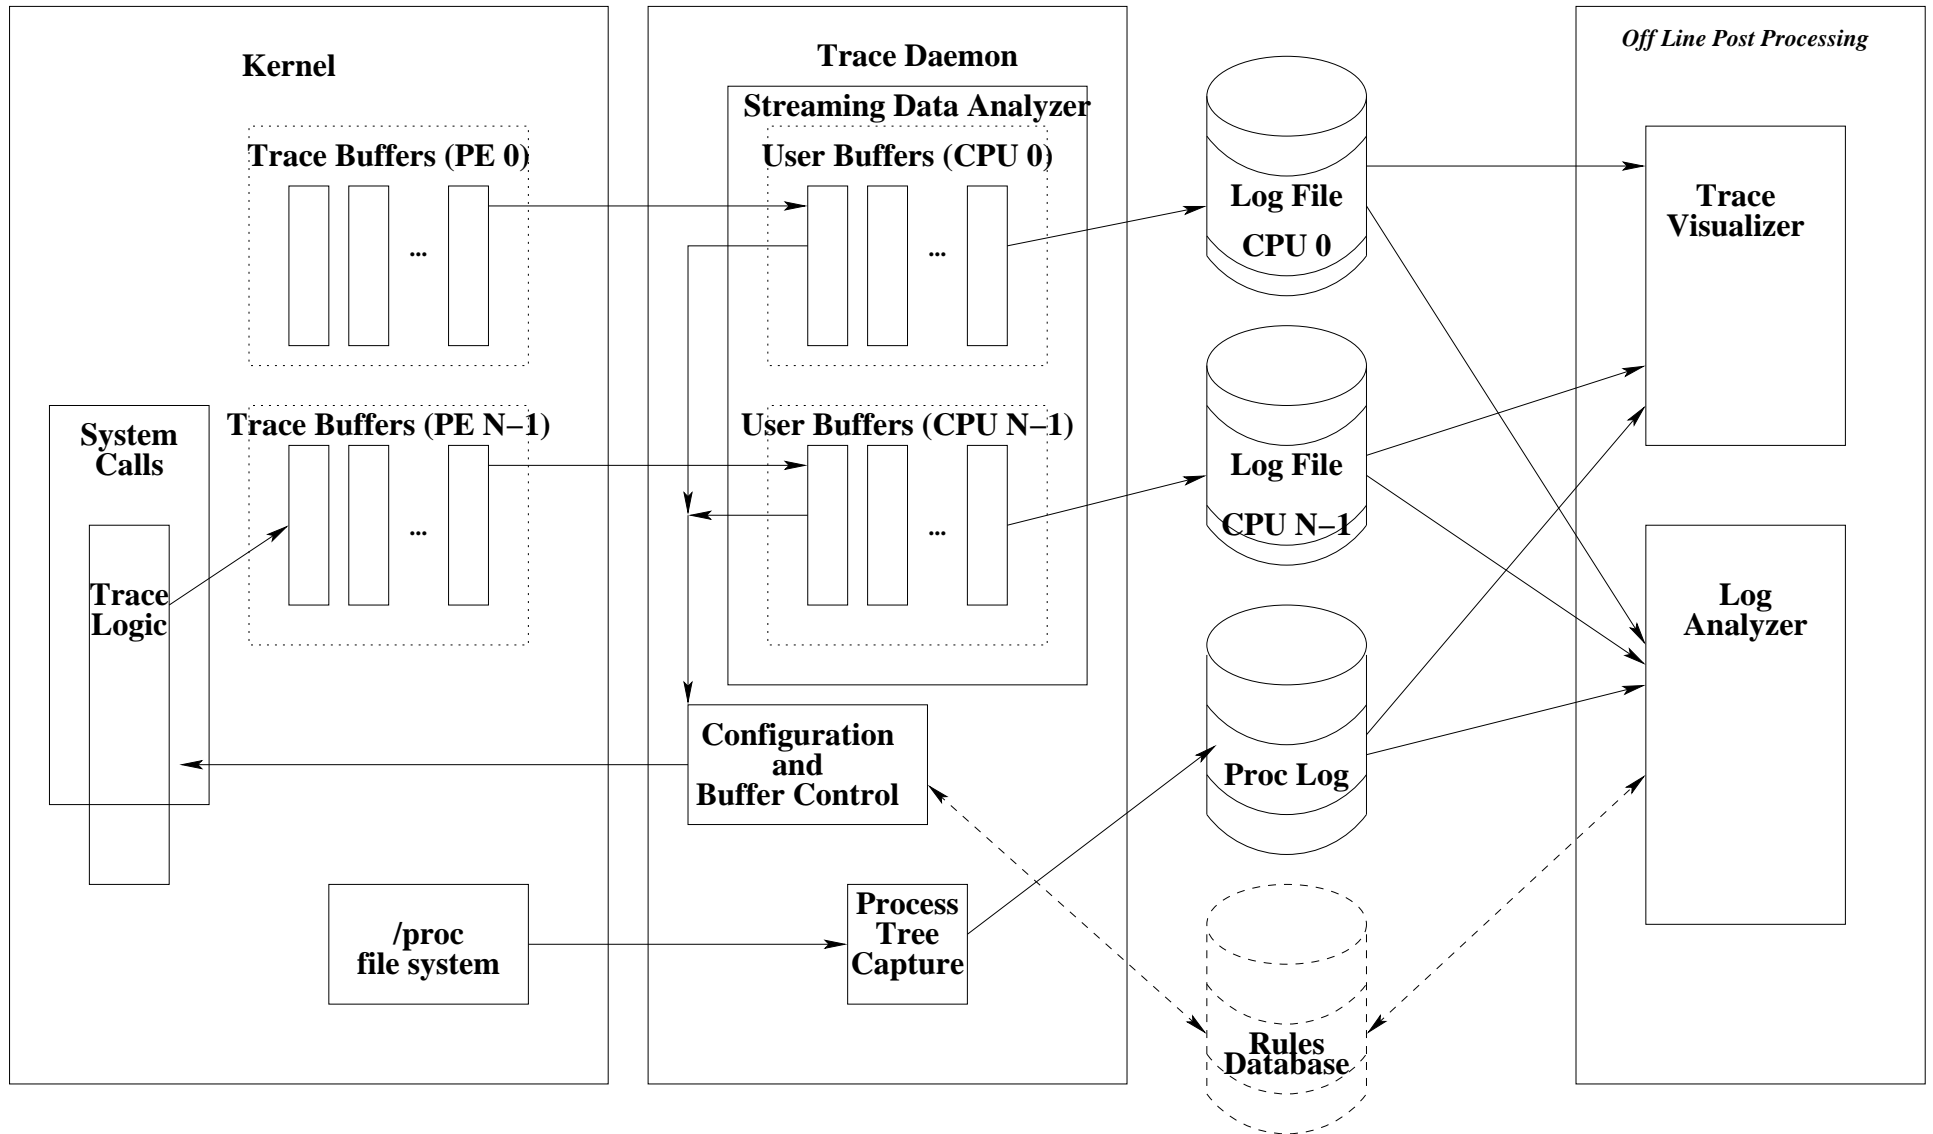 Kernel
Trace Buffers (PE 0)
...
System
Calls
Trace Buffers (PE N–1)
...
Trace
Logic
/proc
file system
Trace Daemon
Streaming Data Analyzer
User Buffers (CPU 0)
...
User Buffers (CPU N–1)
...
Configuration
and
Buffer Control
Process
Tree
Capture
Log File
CPU 0
Log File
CPU N–1
Proc Log
Rules
Database
Off Line Post Processing
Trace
Visualizer
Log
Analyzer